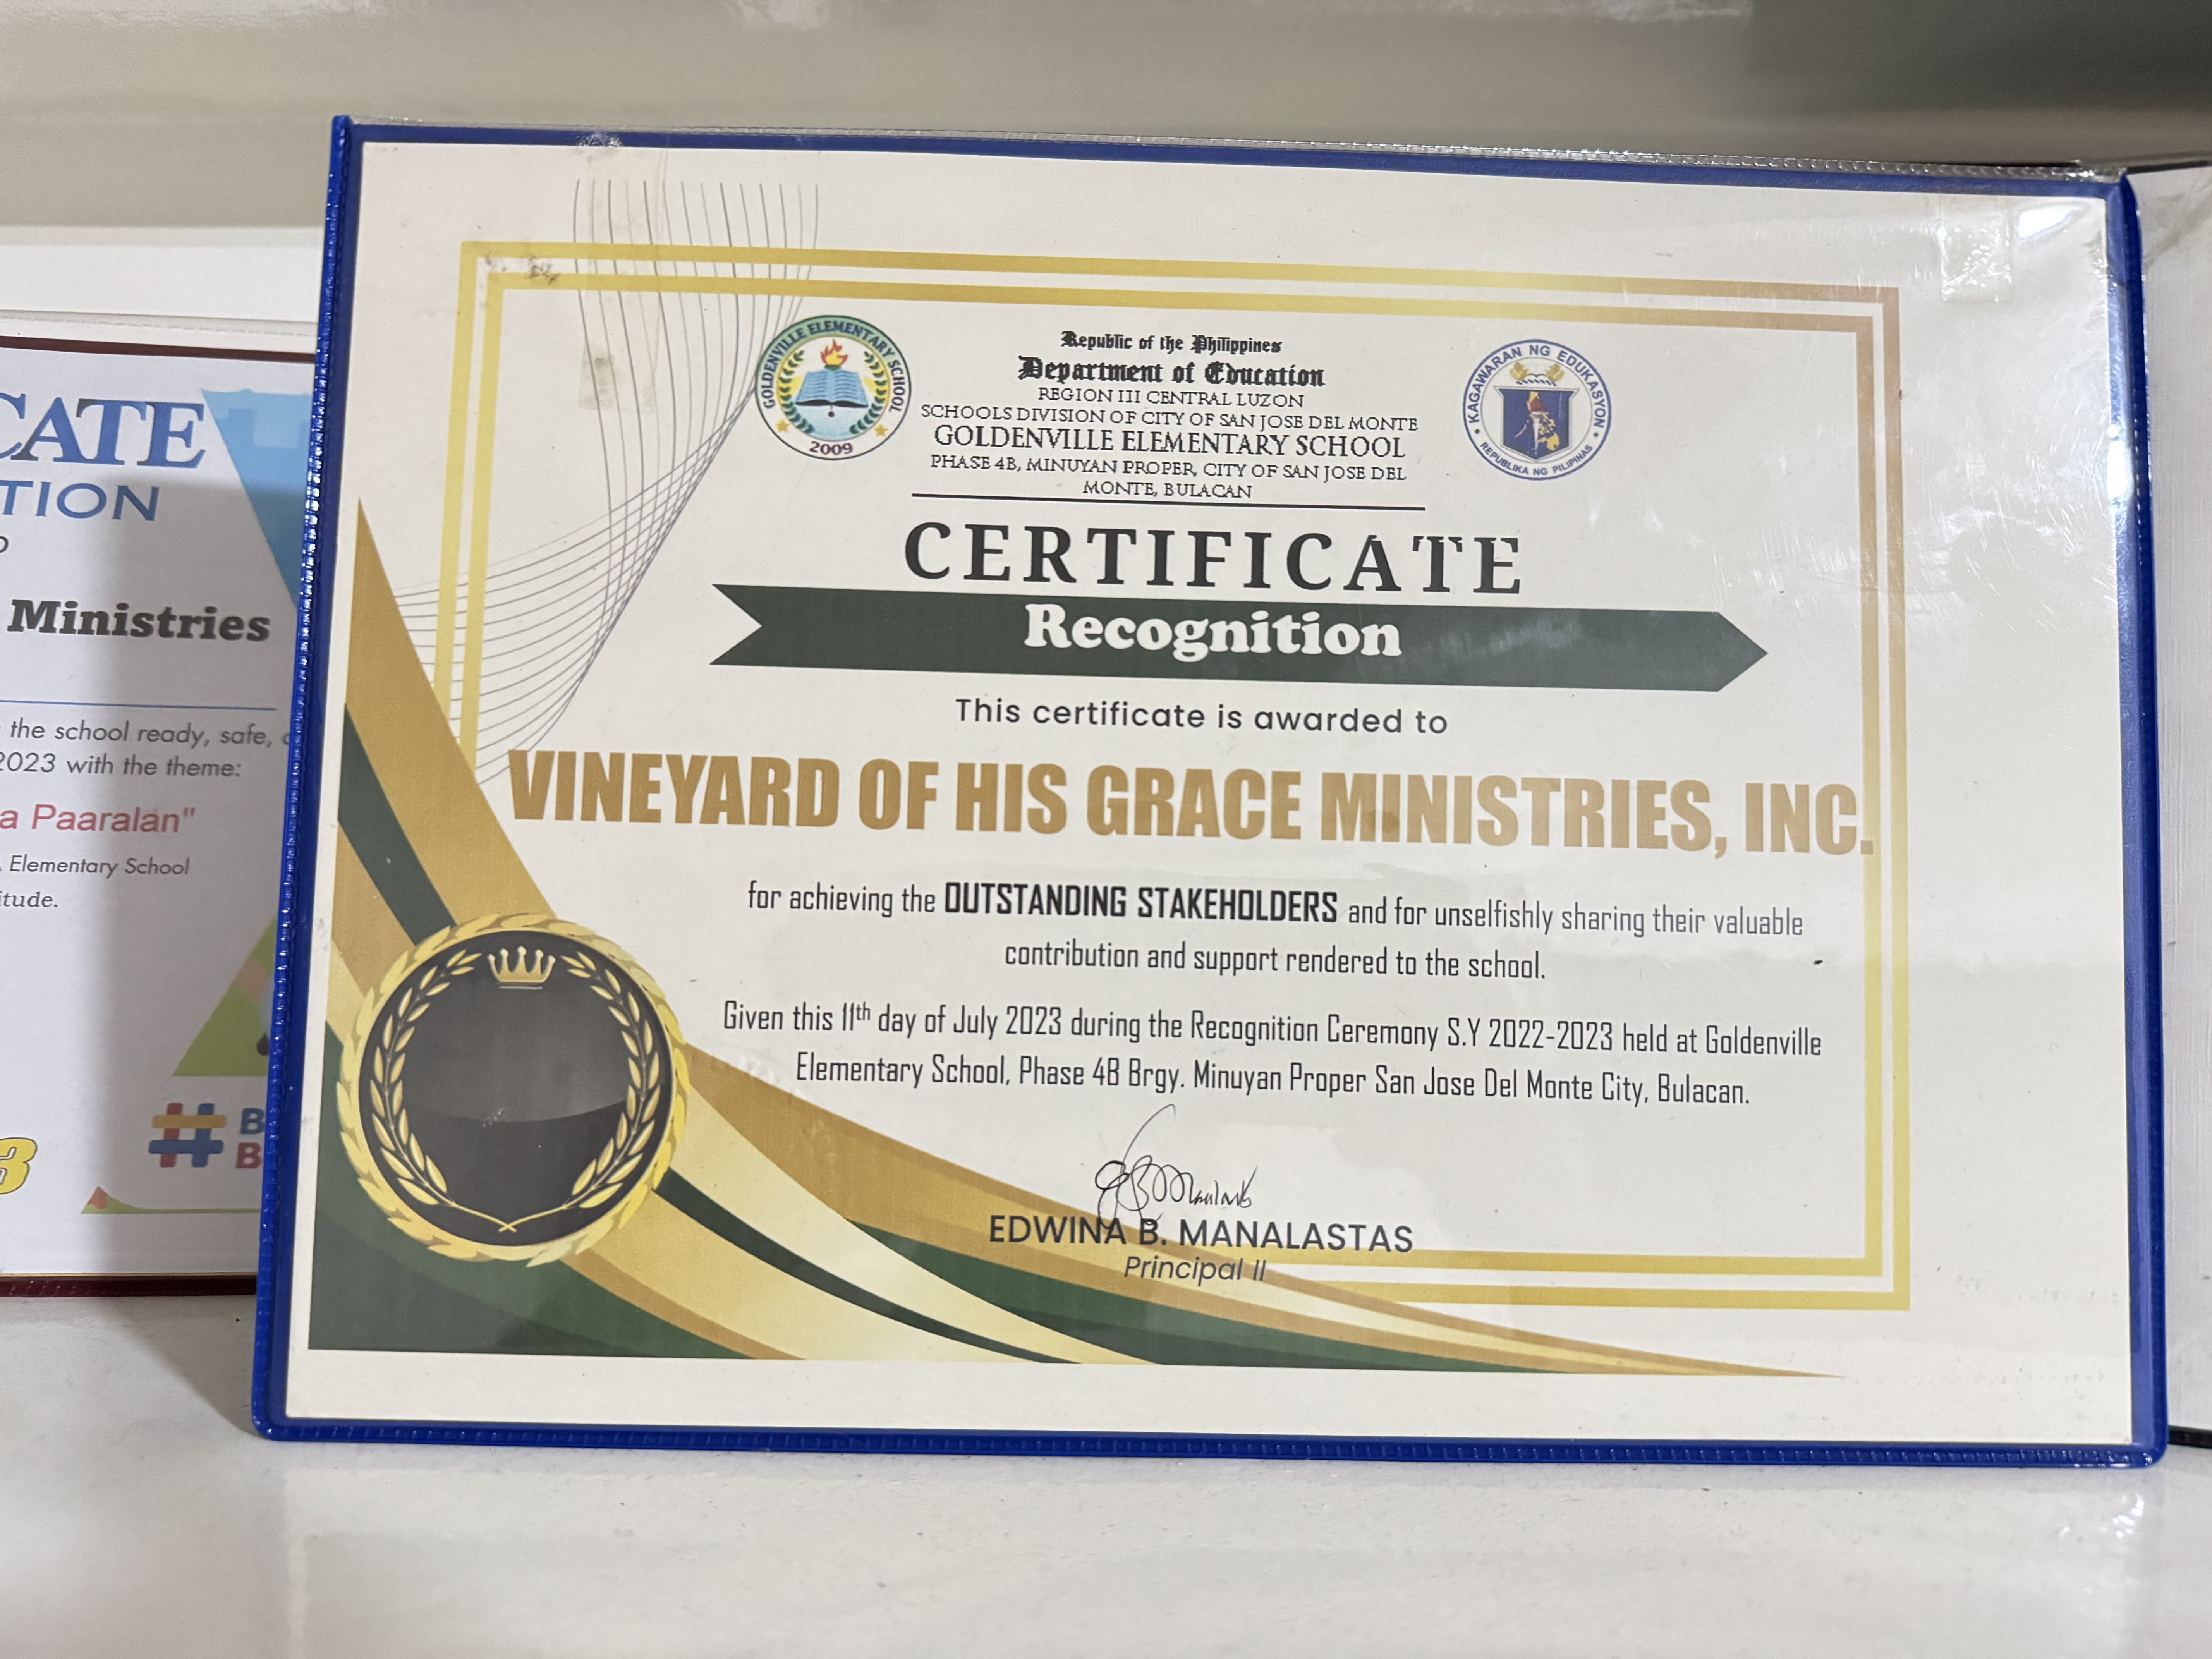 CATE
TION
Ministries
the school ready, safe,
2023 with the theme:
a Paaralan"
Elementary School
itude.
3
B
B
GOLDENVILLE ELEMENTARY SCHOOL
2009
Republic of the Philippines
Department of Education
REGION III CENTRAL LUZON
SCHOOLS DIVISION OF CITY OF SAN JOSE DEL MONTE
GOLDENVILLE ELEMENTARY SCHOOL
PHASE 4B, MINUYAN PROPER, CITY OF SAN JOSE DEL
MONTE, BULACAN
KAGAWARAN NG EDUKASYON
REPUBLIKA NG PILIPINAS
CERTIFICATE
Recognition
This certificate is awarded to
VINEYARD OF HIS GRACE MINISTRIES, INC.
for achieving the OUTSTANDING STAKEHOLDERS and for unselfishly sharing their valuable
contribution and support rendered to the school.
Given this 11th day of July 2023 during the Recognition Ceremony S.Y 2022-2023 held at Goldenville
Elementary School, Phase 4B Brgy. Minuyan Proper San Jose Del Monte City, Bulacan.
EDWINA B. MANALASTAS
Principal II